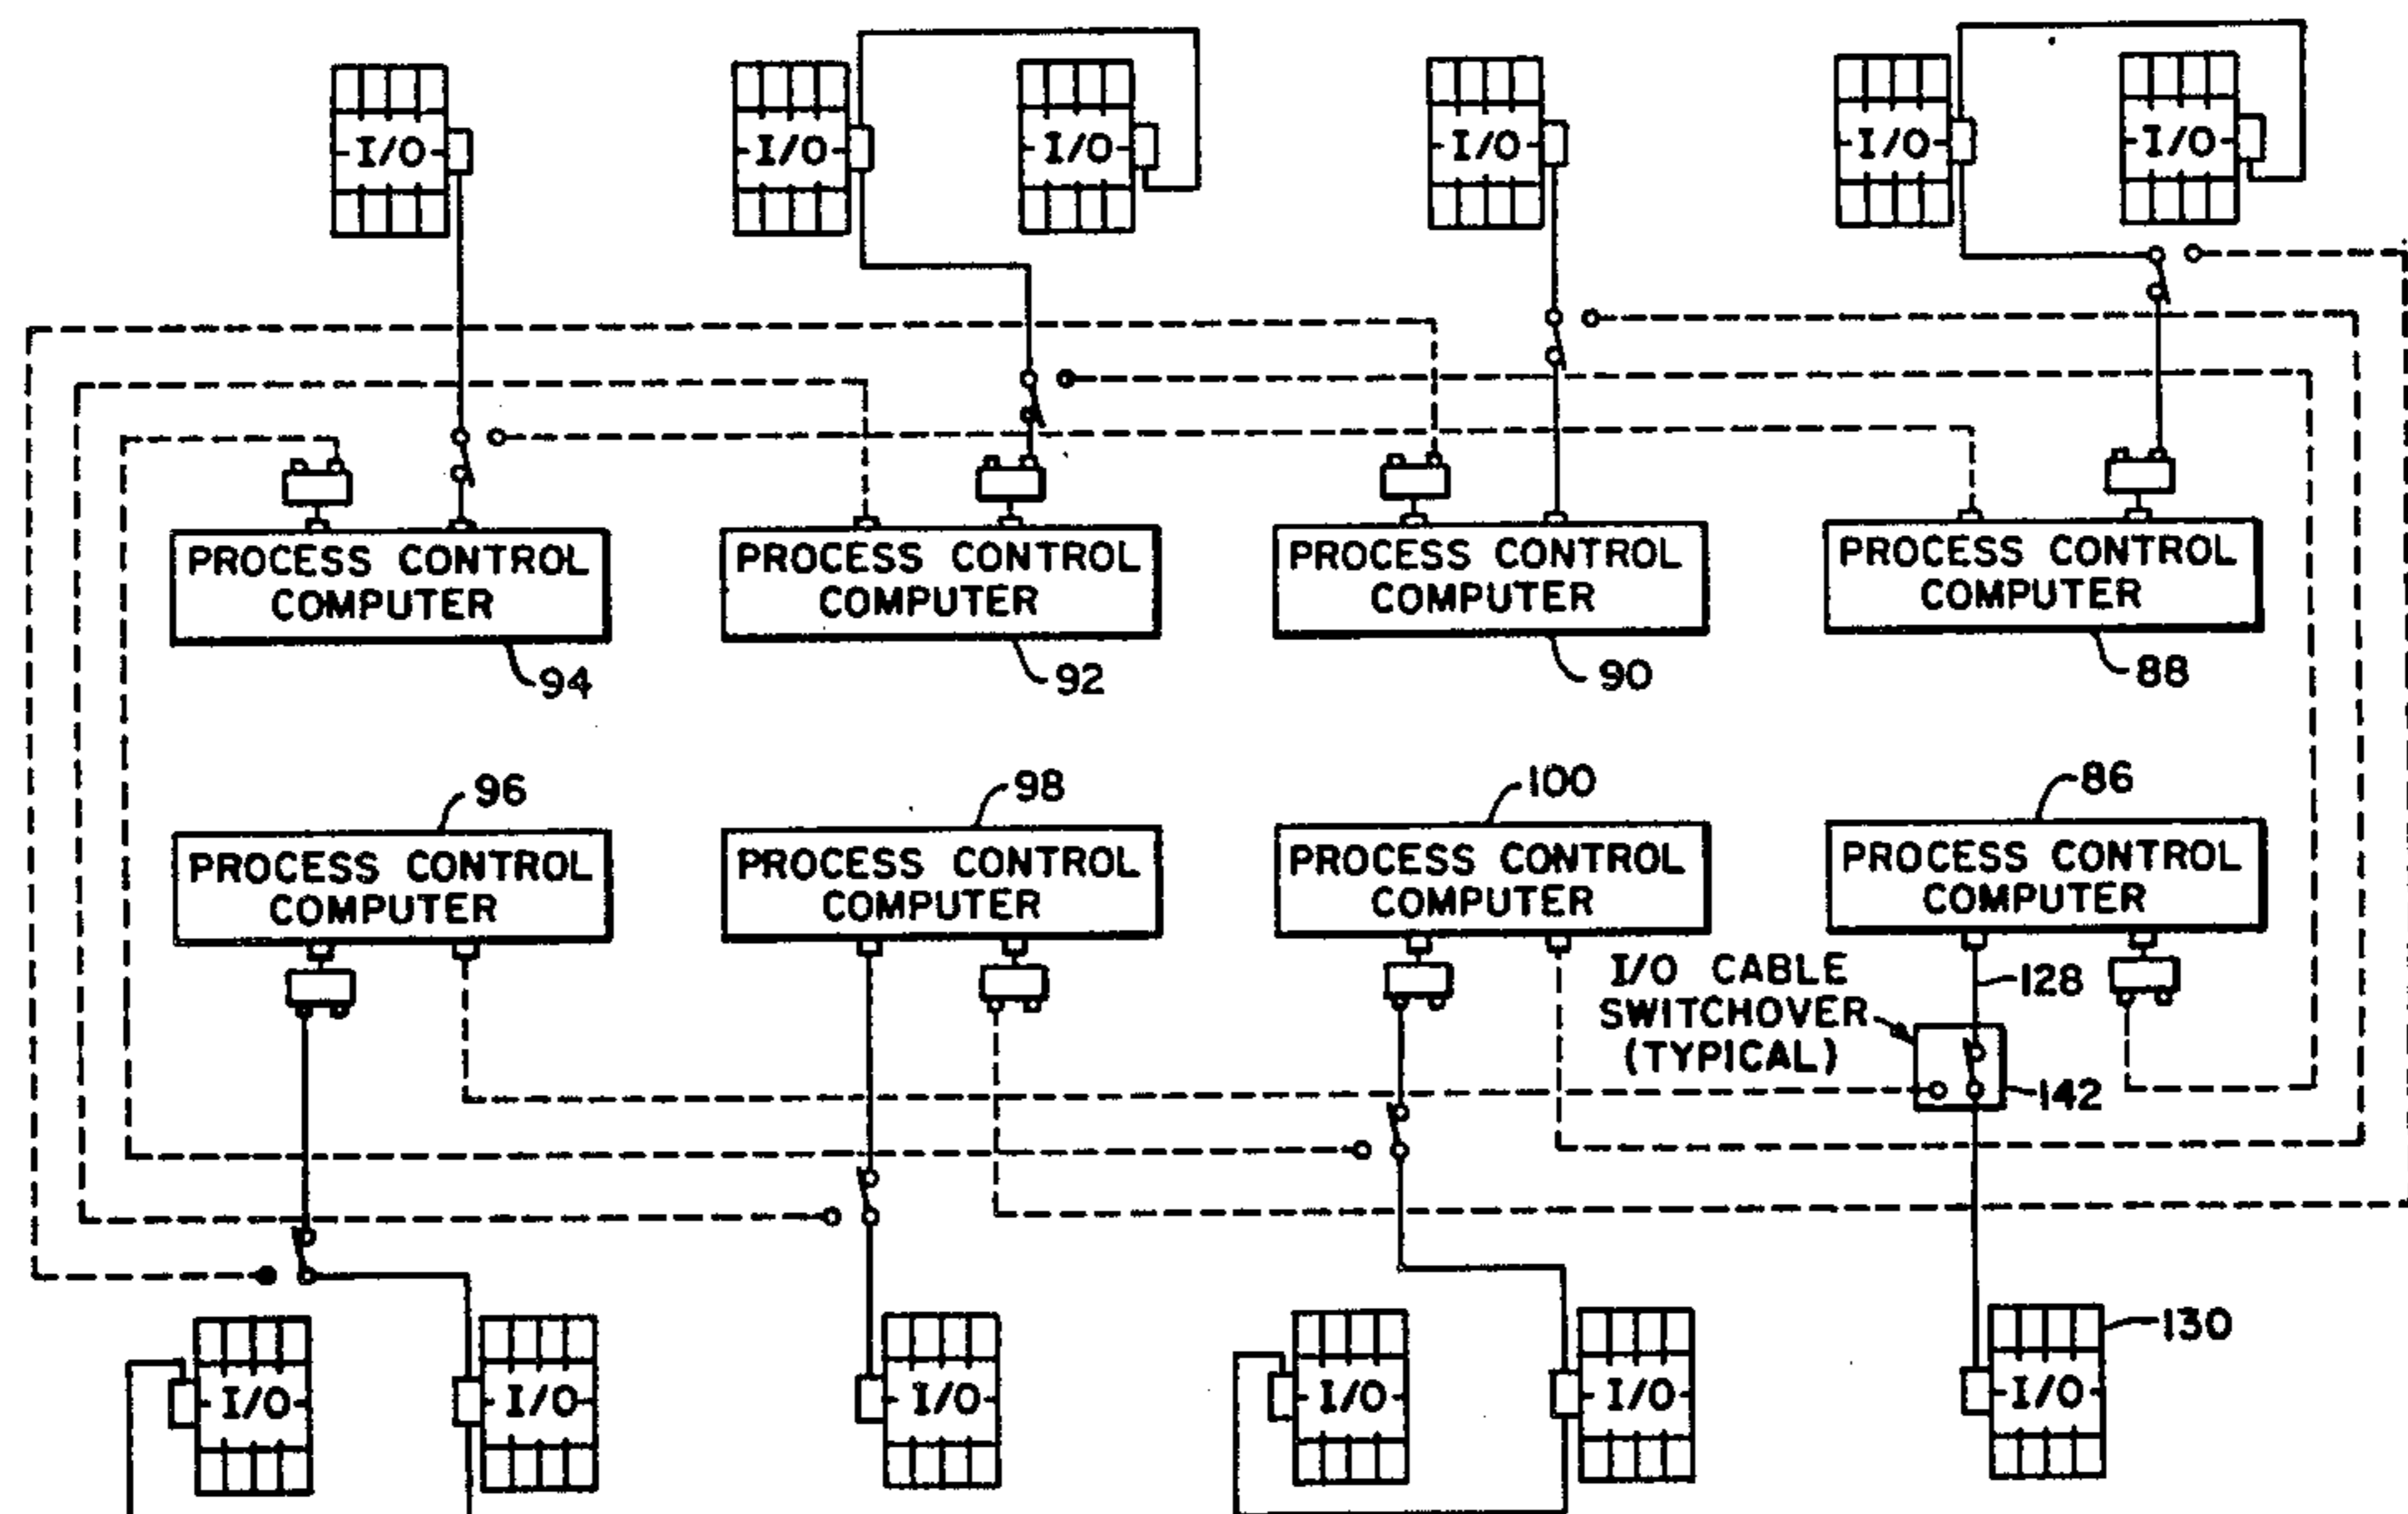 I/O I/O I/O I/O I/O I/O
PROCESS CONTROL
COMPUTER
94
PROCESS CONTROL
COMPUTER
92
PROCESS CONTROL
COMPUTER
90
PROCESS CONTROL
COMPUTER
88
96
PROCESS CONTROL
COMPUTER
98
PROCESS CONTROL
COMPUTER
100
PROCESS CONTROL
COMPUTER
86
PROCESS CONTROL
COMPUTER
I/O CABLE
SWITCHOVER
(TYPICAL)
128
142
130
I/O I/O I/O I/O I/O I/O